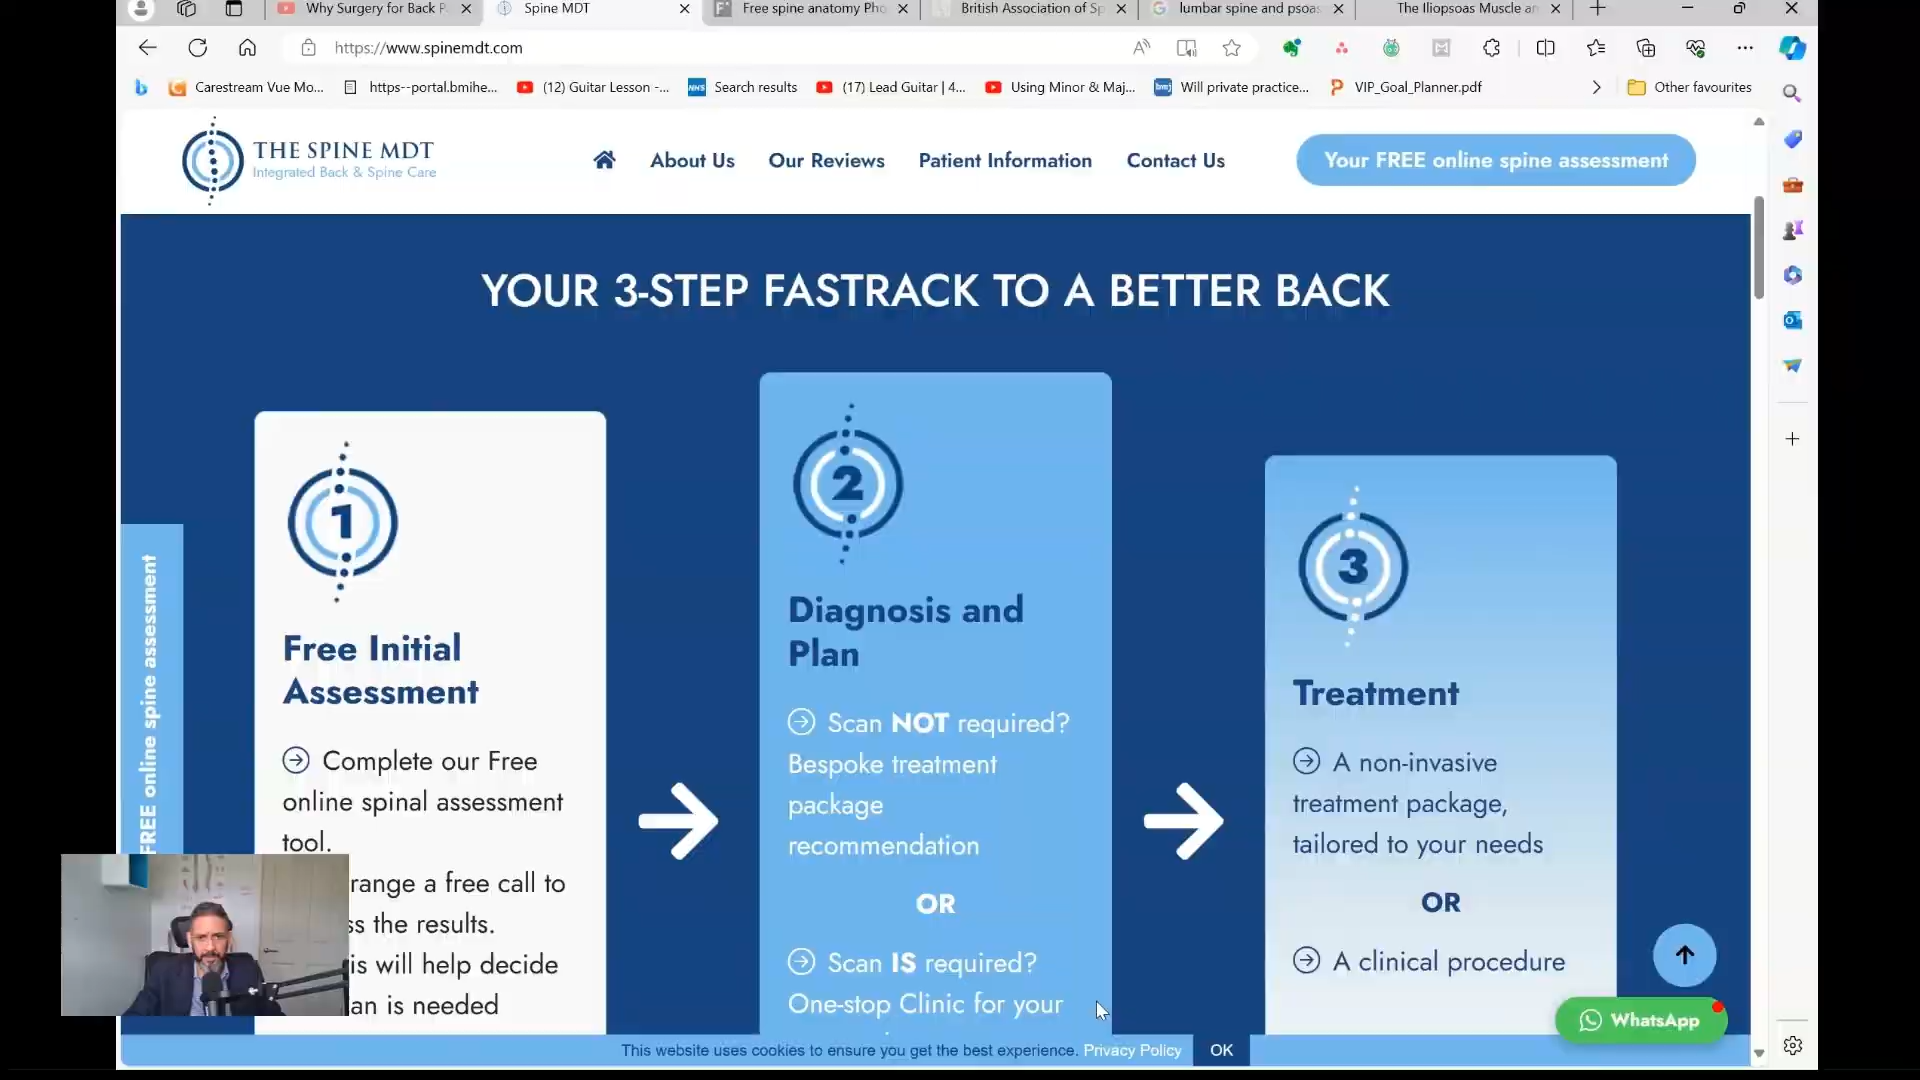 Why Surgery for Back P
Spine MDT
Free spine anatomy Pho
British Association of Sp
lumbar spine and psoas
The Iliopsoas Muscle an
https://www.spinemdt.com
Carestream Vue Mo...
https--portal.bmihe...
(12) Guitar Lesson -...
NHS
Search results
(17) Lead Guitar | 4...
Using Minor & Maj...
bmj
Will private practice...
VIP_Goal_Planner.pdf
Other favourites
THE SPINE MDT
Integrated Back & Spine Care
About Us
Our Reviews
Patient Information
Contact Us
Your FREE online spine assessment
YOUR 3-STEP FASTRACK TO A BETTER BACK
1
Free Initial
Assessment
Complete our Free
online spinal assessment
tool.
range a free call to
ss the results.
is will help decide
an is needed
2
Diagnosis and
Plan
Scan NOT required?
Bespoke treatment
package
recommendation
OR
Scan IS required?
One-stop Clinic for your
3
Treatment
A non-invasive
treatment package,
tailored to your needs
OR
A clinical procedure
FREE online spine assessment
WhatsApp
This website uses cookies to ensure you get the best experience. Privacy Policy
OK